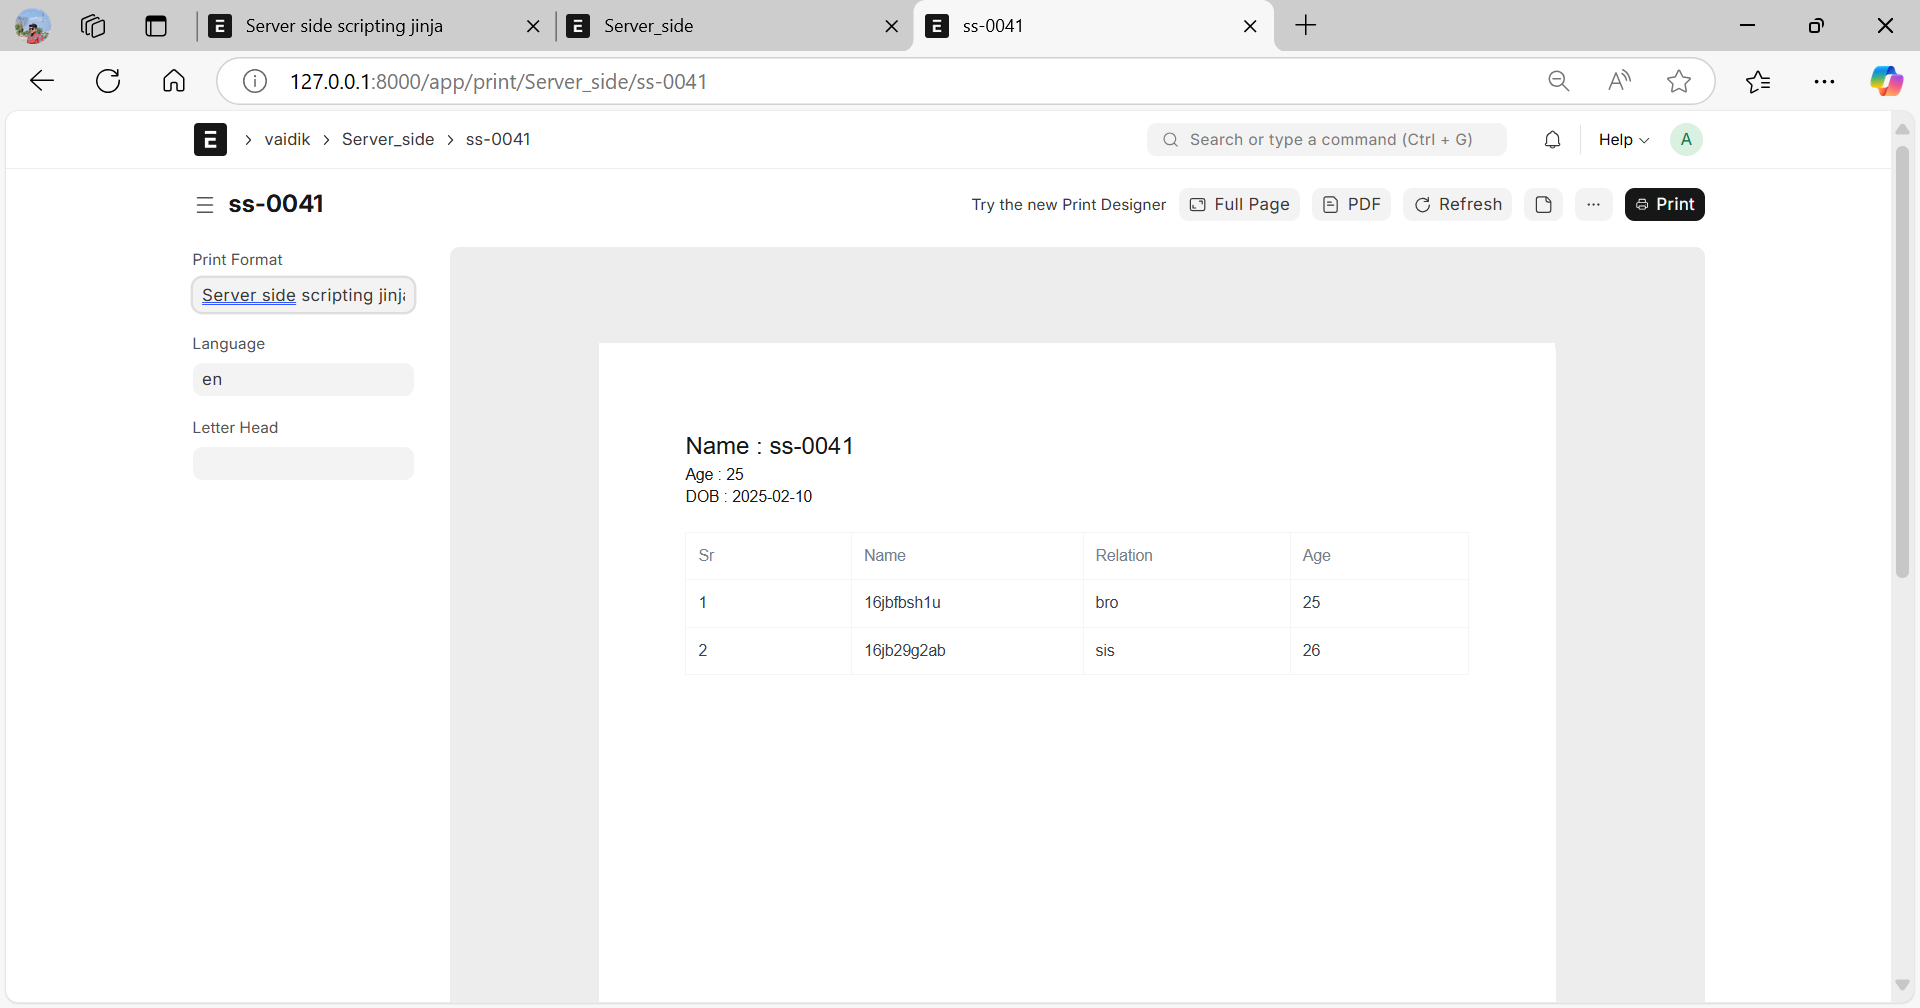 Server side scripting jinja
Server_side
ss-0041
127.0.0.1:8000/app/print/Server_side/ss-0041
E
vaidik
Server_side
ss-0041
Search or type a command (Ctrl + G)
Help
A
ss-0041
Try the new Print Designer
Full Page
PDF
Refresh
Print
Print Format
Server side scripting jinja
Language
en
Letter Head
Name : ss-0041
Age : 25
DOB : 2025-02-10
Sr Name Relation Age
1 16jbfbsh1u bro 25
2 16jb29g2ab sis 26